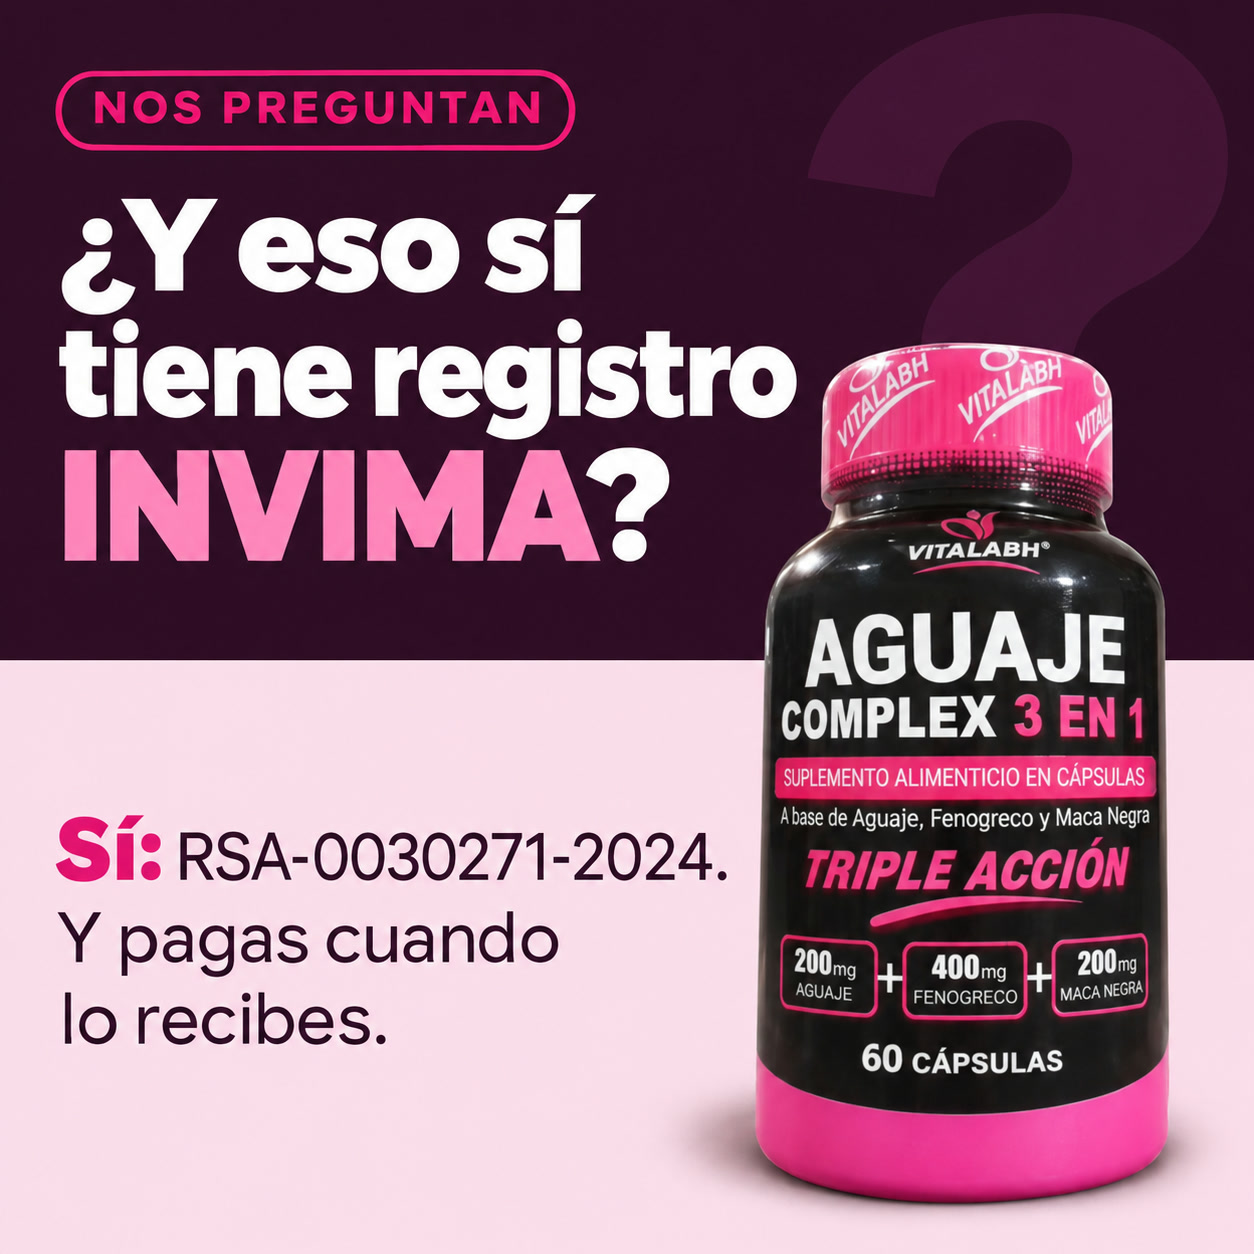 NOS PREGUNTAN
¿Y eso sí
tiene registro
INVIMA?
VITALABH
VITALABH
VITALABH
VITALABH®
AGUAJE
COMPLEX 3 EN 1
SUPLEMENTO ALIMENTICIO EN CÁPSULAS
A base de Aguaje, Fenogreco y Maca Negra
TRIPLE ACCIÓN
200mg + 400mg + 200mg
AGUAJE FENOGRECO MACA NEGRA
60 CÁPSULAS
Sí: RSA-0030271-2024.
Y pagas cuando
lo recibes.